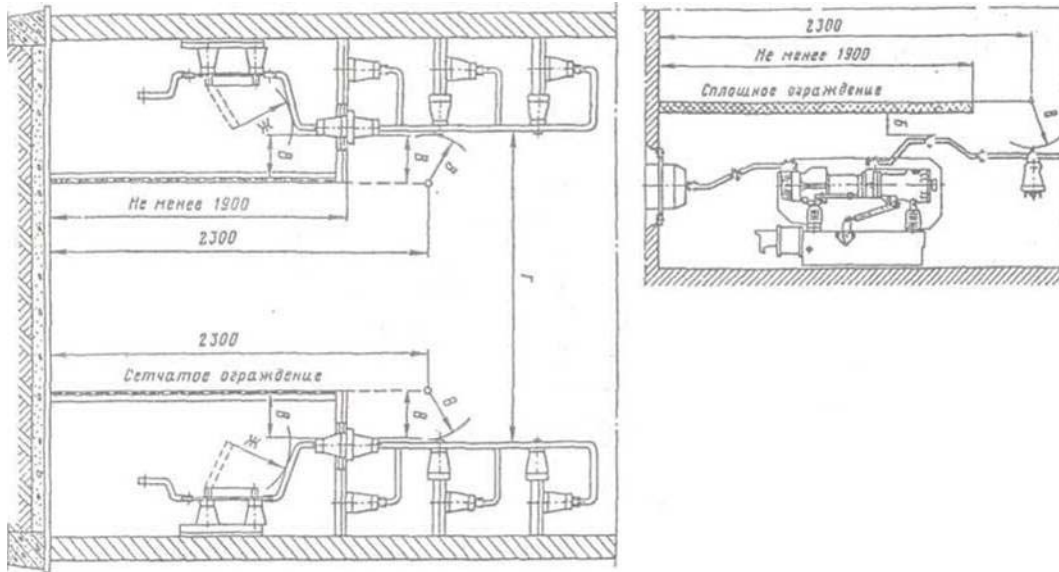 Ж
В
В
В
Не менее 1900
2300
Г
2300
Сетчатое ограждение
В
В
В
Ж
2300
Не менее 1900
Сплошное ограждение
Б
В